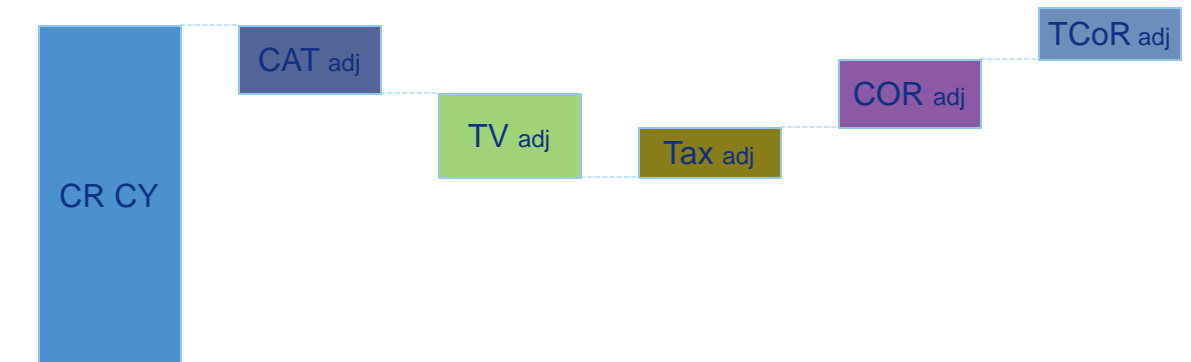 CR CY
CAT adj
TV adj
Tax adj
COR adj
TCoR adj